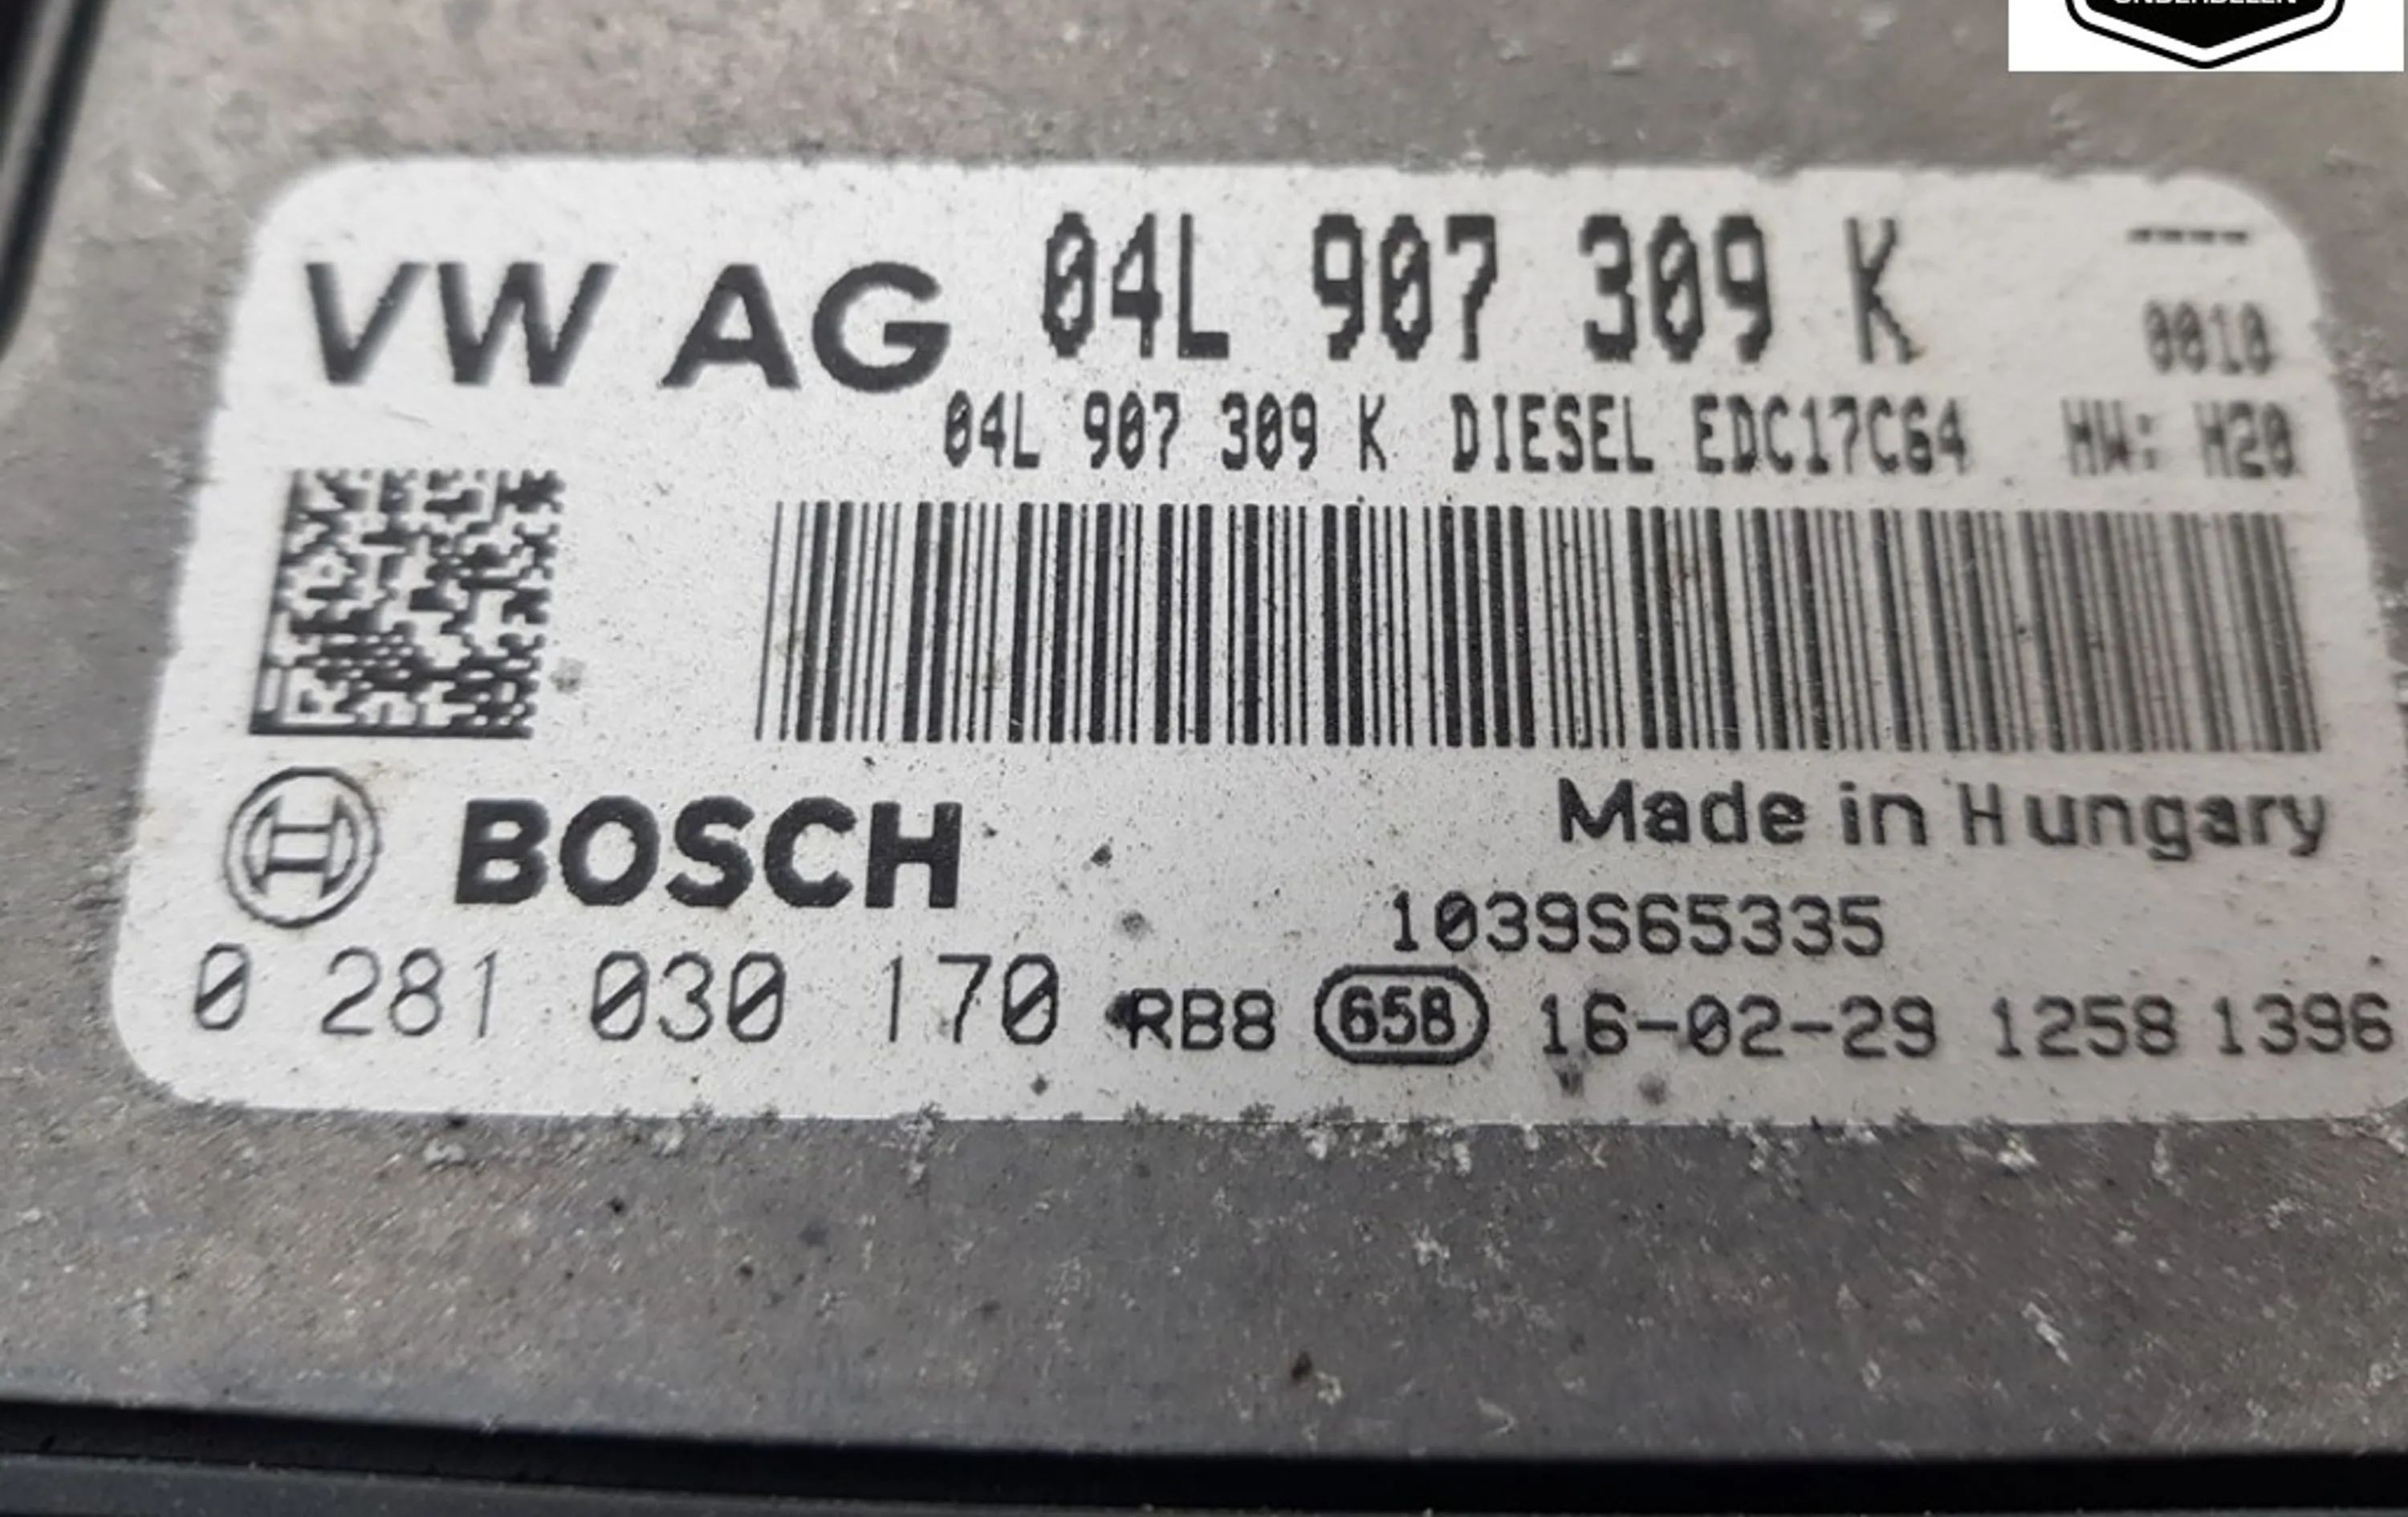 ONDERDELEN
VW AG 04L 907 309 K ----
0010
04L 907 309 K DIESEL EDC17C64 HW: H20
BOSCH
Made in Hungary
1039S65335
0 281 030 170 RB8 658 16-02-29 1258 1396